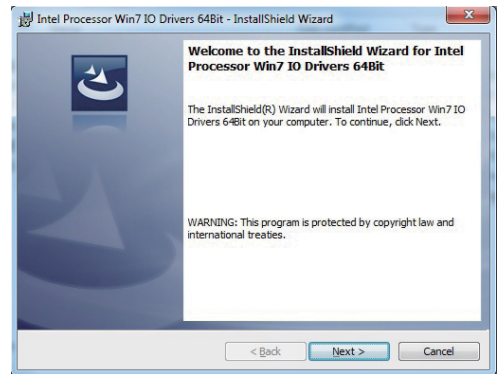 Intel Processor Win7 IO Drivers 64Bit - InstallShield Wizard
Welcome to the InstallShield Wizard for Intel
Processor Win7 IO Drivers 64Bit
The InstallShield(R) Wizard will install Intel Processor Win7 IO
Drivers 64Bit on your computer. To continue, click Next.
WARNING: This program is protected by copyright law and
international treaties.
< Back Next > Cancel